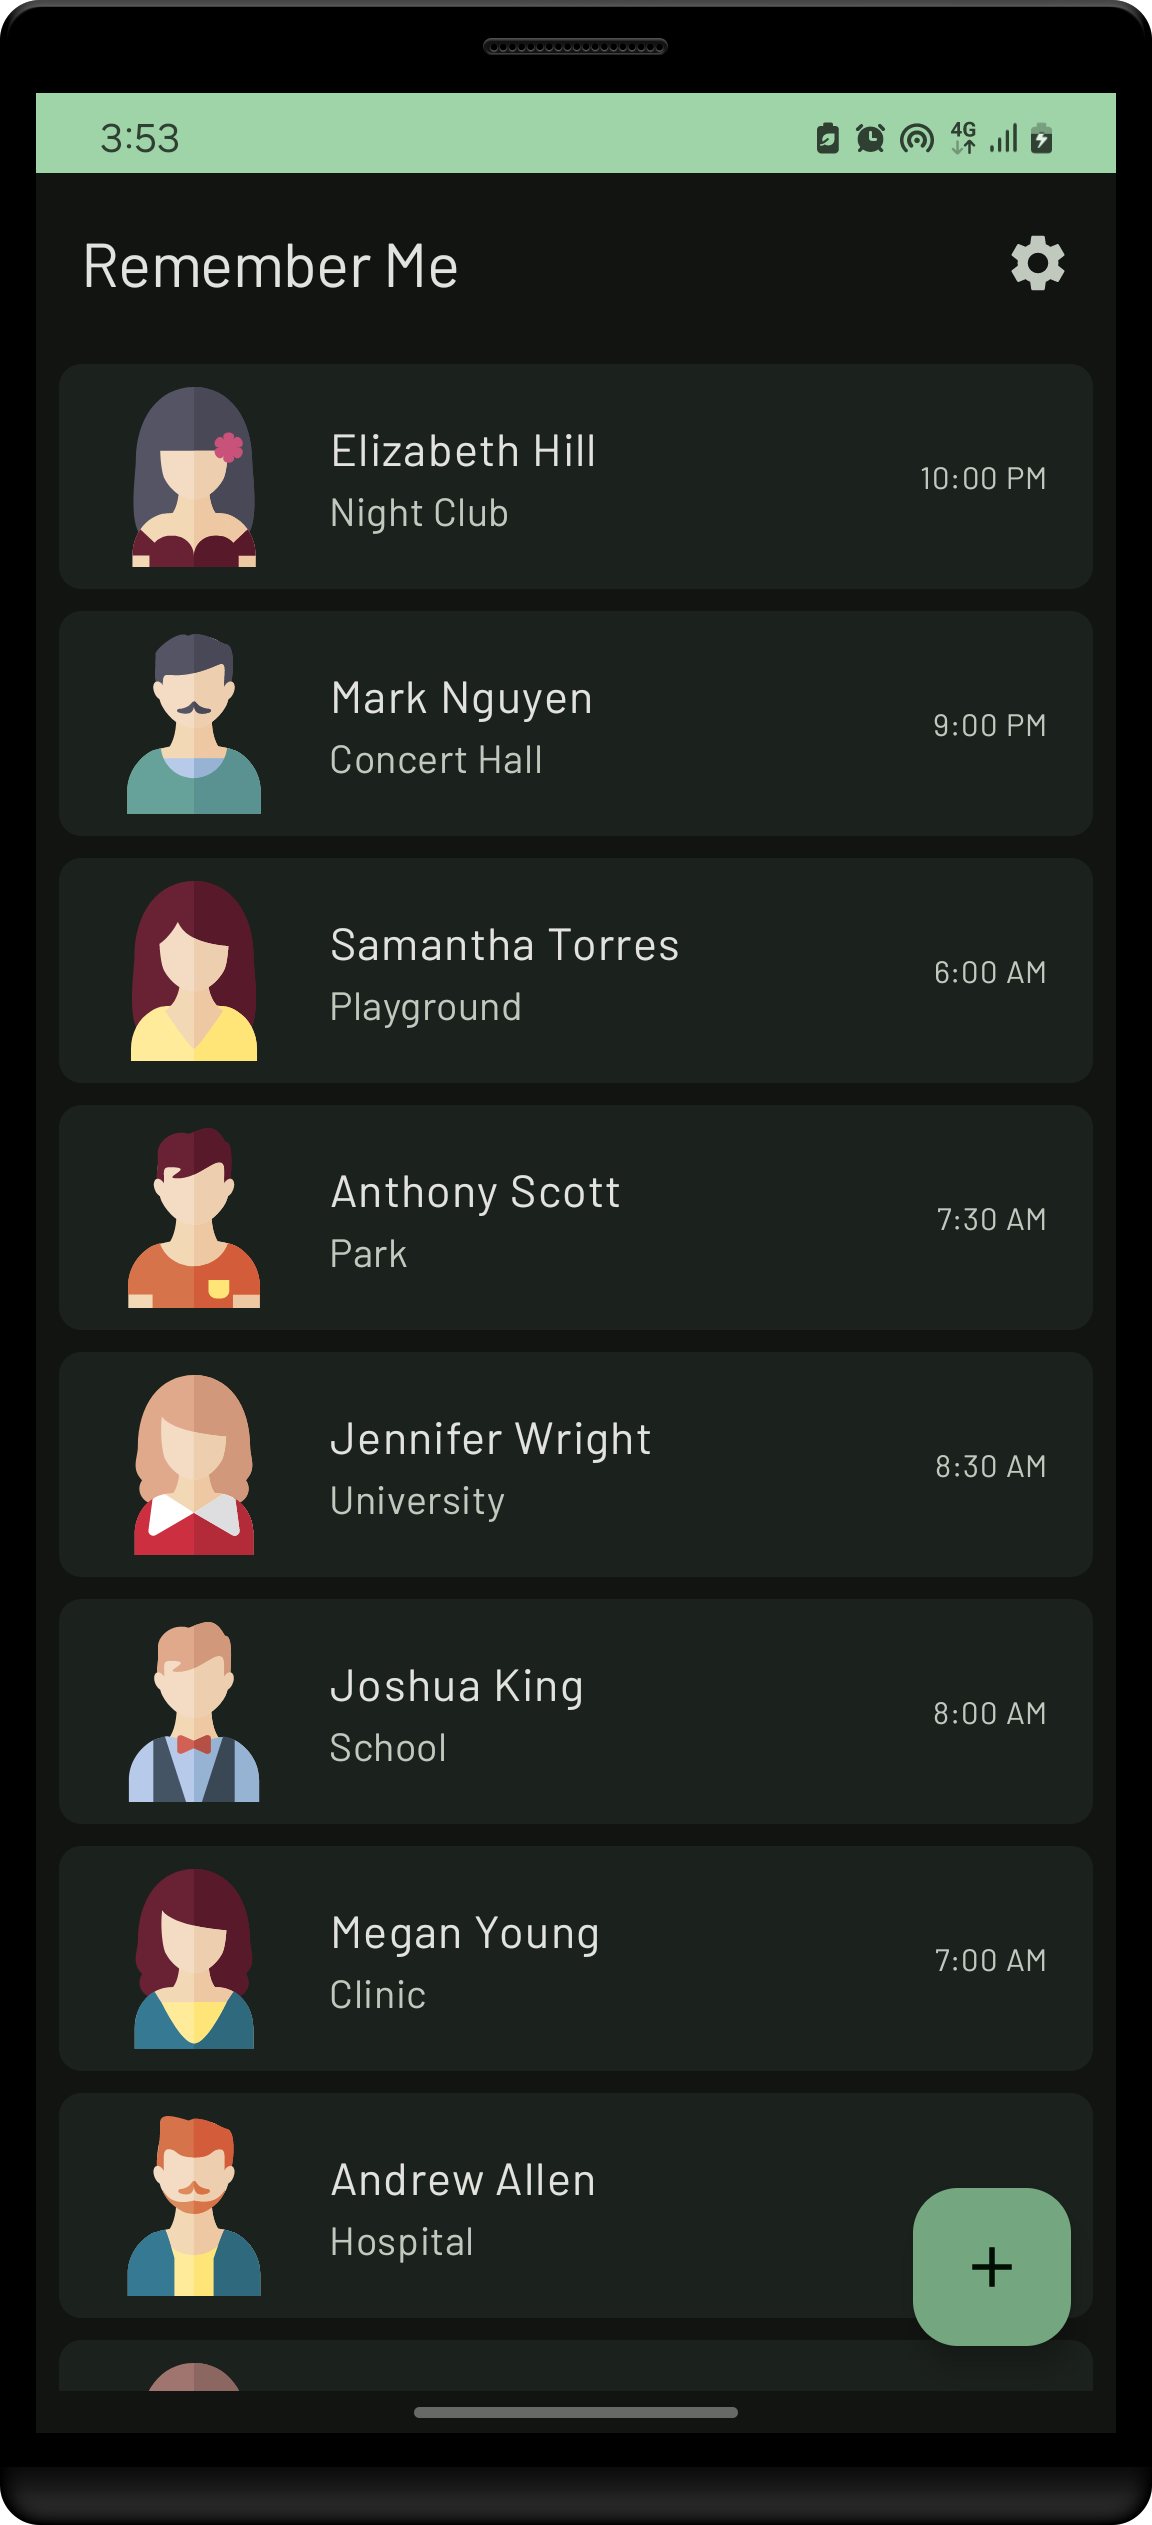 3:53
4G
Remember Me
Elizabeth Hill
Night Club
10:00 PM
Mark Nguyen
Concert Hall
9:00 PM
Samantha Torres
Playground
6:00 AM
Anthony Scott
Park
7:30 AM
Jennifer Wright
University
8:30 AM
Joshua King
School
8:00 AM
Megan Young
Clinic
7:00 AM
Andrew Allen
Hospital